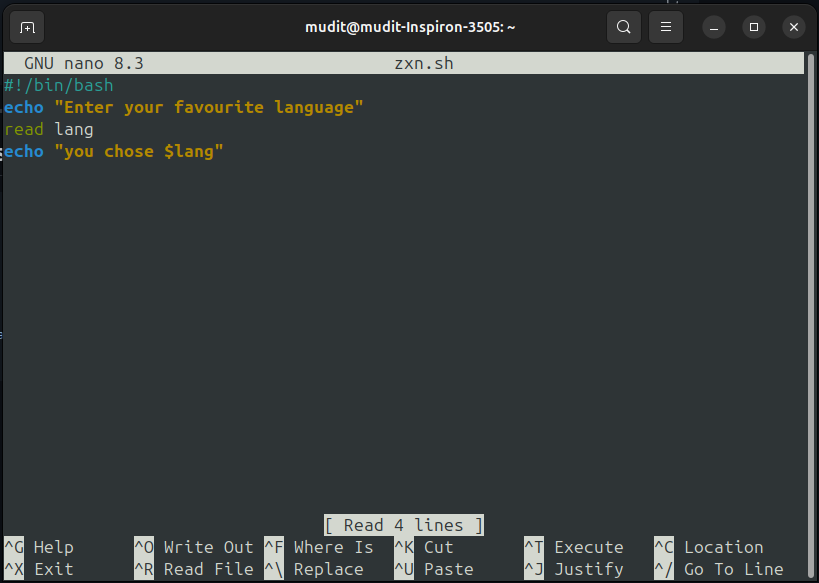 mudit@mudit-Inspiron-3505: ~
GNU nano 8.3 zxn.sh
#!/bin/bash
echo "Enter your favourite language"
read lang
echo "you chose $lang"
[ Read 4 lines ]
^G Help ^O Write Out ^F Where Is ^K Cut ^T Execute ^C Location
^X Exit ^R Read File ^\ Replace ^U Paste ^J Justify ^/ Go To Line